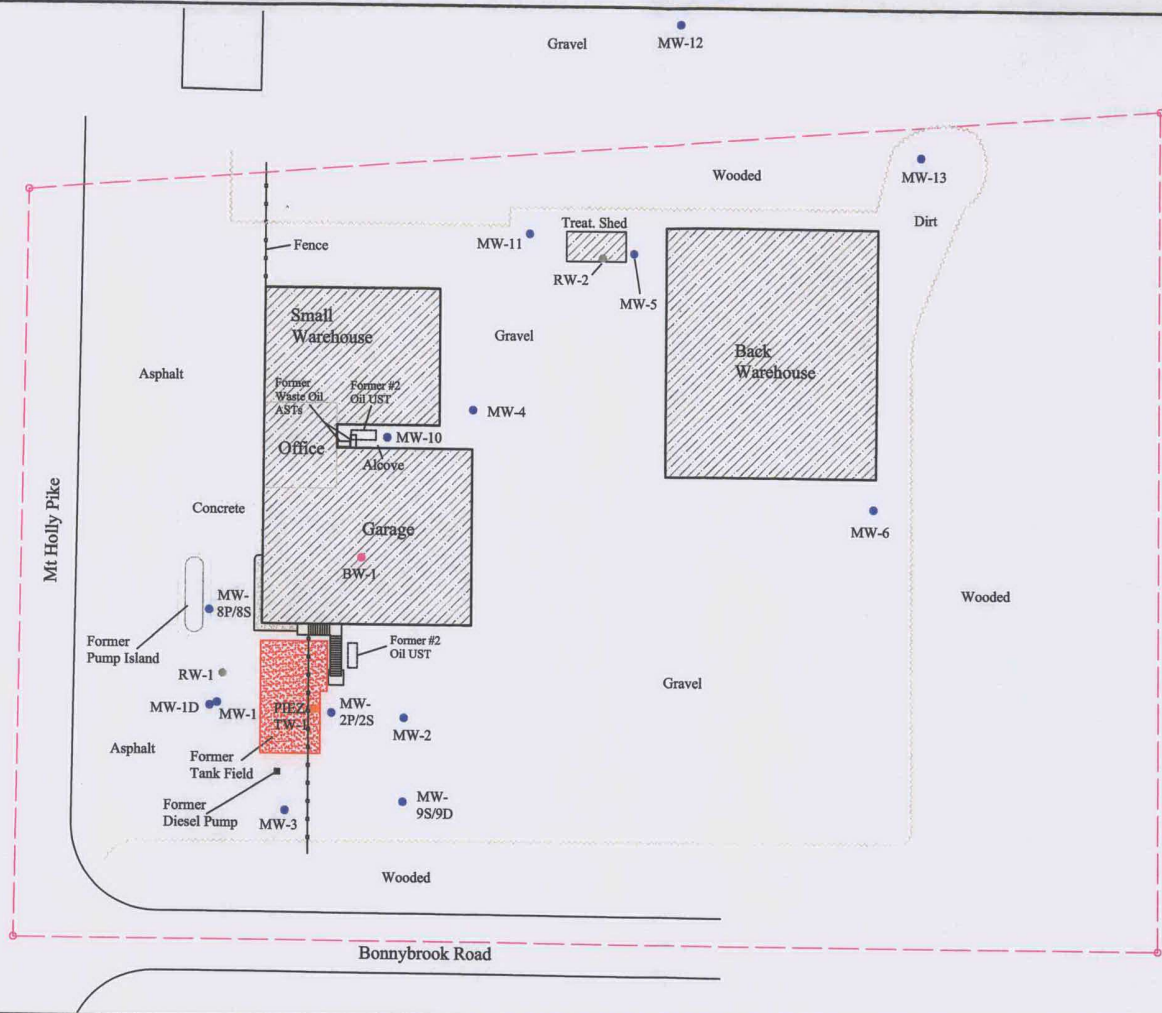 Gravel
MW-12
Wooded
MW-13
Dirt
Treat. Shed
MW-11
Fence
RW-2
MW-5
Small
Warehouse
Gravel
Back
Warehouse
Asphalt
Former
Waste Oil
ASTs
Former #2
Oil UST
MW-4
MW-10
Office
Alcove
Mt Holly Pike
Concrete
Garage
MW-6
BW-1
MW-
8P/8S
Wooded
Former
Pump Island
Former #2
Oil UST
RW-1
Gravel
MW-1D
MW-1
PIEZ
TW-1
MW-
2P/2S
MW-2
Asphalt
Former
Tank Field
Former
Diesel Pump
MW-3
MW-
9S/9D
Wooded
Bonnybrook Road